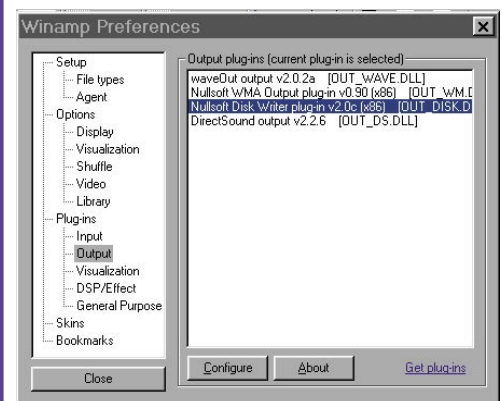 Winamp Preferences
Setup
File types
Agent
Options
Display
Visualization
Shuffle
Video
Library
Plug-ins
Input
Output
Visualization
DSP/Effect
General Purpose
Skins
Bookmarks
Close
Output plug-ins (current plug-in is selected)
waveOut output v2.0.2a [OUT_WAVE.DLL]
Nullsoft WMA Output plug-in v0.90 (x86) [OUT_WM.D
Nullsoft Disk Writer plug-in v2.0c (x86) [OUT_DISK.D
DirectSound output v2.2.6 [OUT_DS.DLL]
Configure
About
Get plug-ins